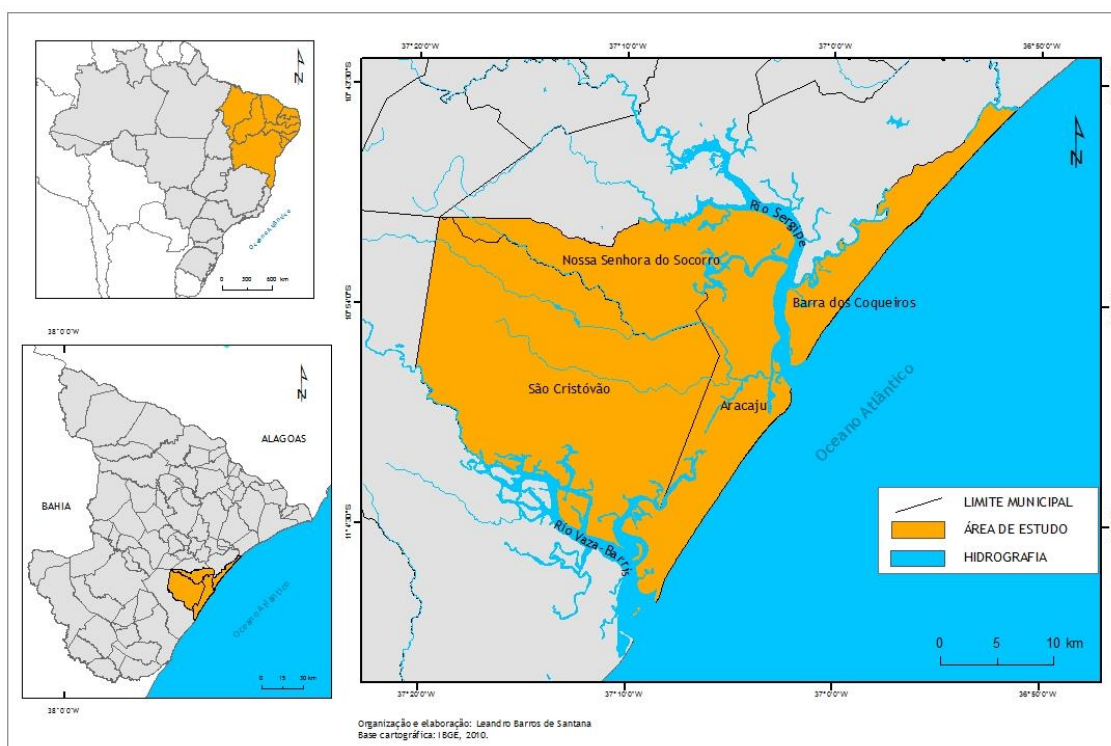 N
Oceano Atlântico
0 300 600 km
38°0'0"W
N
ALAGOAS
BAHIA
Oceano Atlântico
0 15 30 km
38°0'0"W
37°20'0"W 37°10'0"W 37°0'0"W 36°50'0"W
N
Rio Sergipe
Nossa Senhora do Socorro
Barra dos Coqueiros
São Cristóvão
Aracaju
Oceano Atlântico
Rio Vaza-Barris
11°4'0"S
LIMITE MUNICIPAL
ÁREA DE ESTUDO
HIDROGRAFIA
0 5 10 km
37°20'0"W 37°10'0"W 37°0'0"W 36°50'0"W
Organização e elaboração: Leandro Barros de Santana
Base cartográfica: IBGE, 2010.